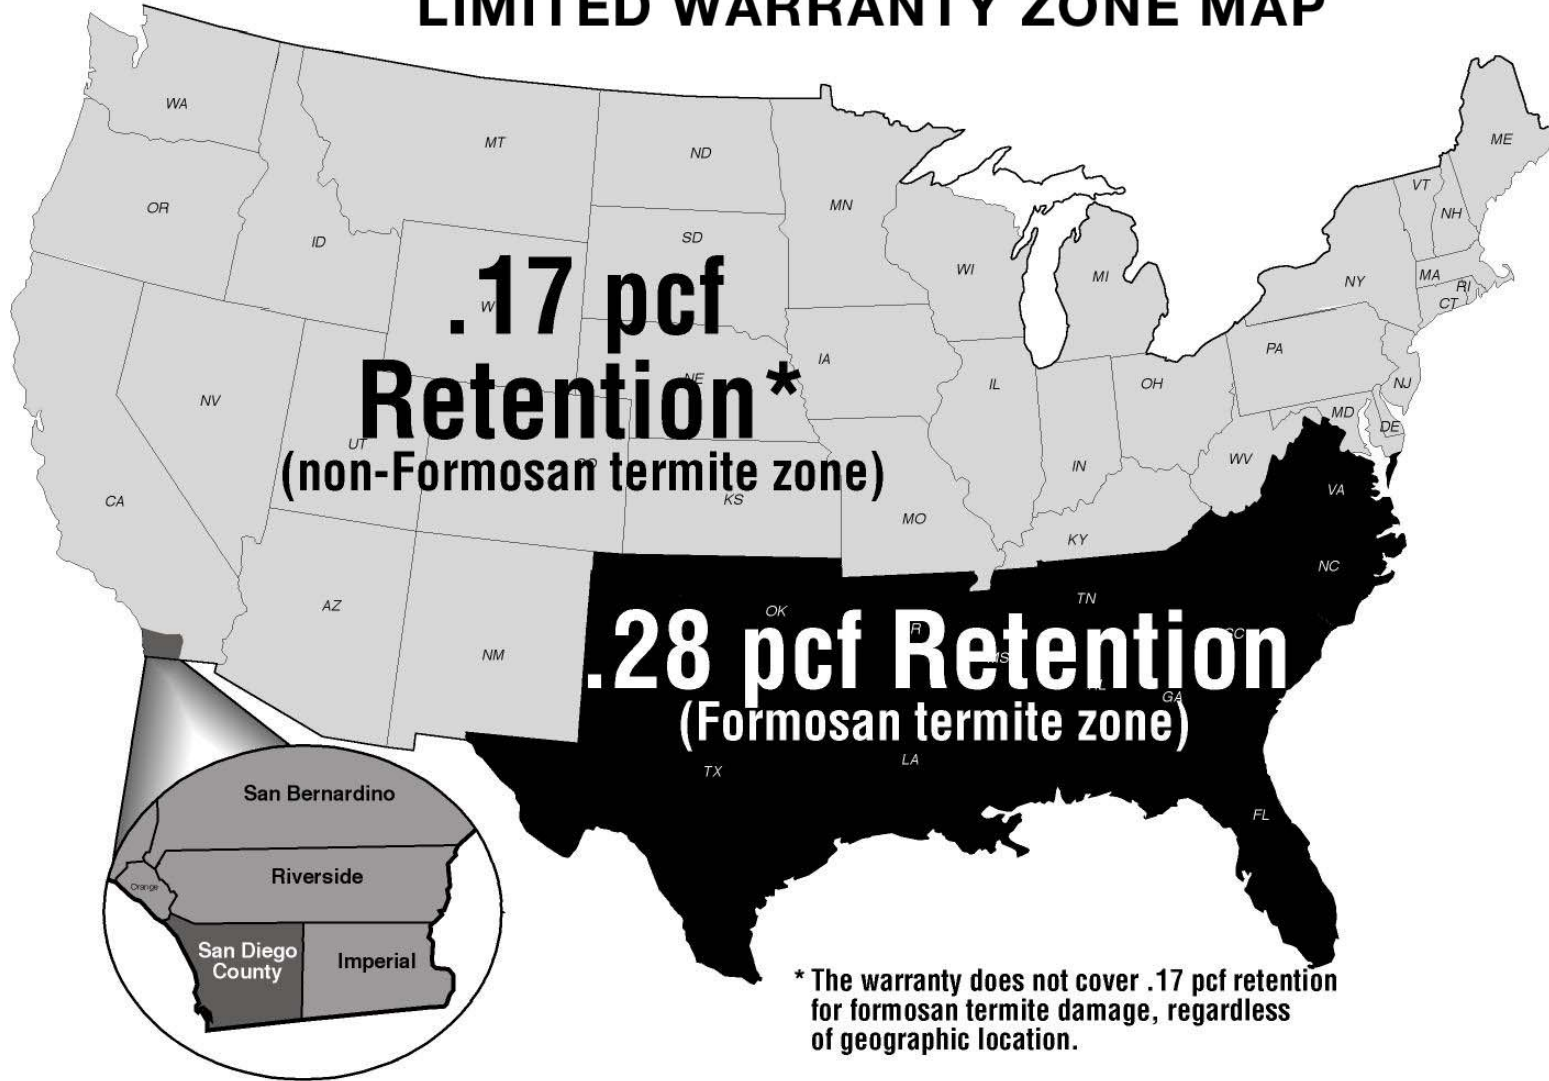 LIMITED WARRANTY ZONE MAP
WA
MT
ND
ME
OR
ID
MN
VT
NH
SD
WI
MI
NY
MA
RI
CT
.17 pcf
Retention*
(non-Formosan termite zone)
NV
UT
NE
IA
IL
IN
OH
PA
NJ
MD
DE
WV
CA
KS
MO
KY
VA
NC
AZ
NM
OK
TN
SC
MS
GA
.28 pcf Retention
(Formosan termite zone)
TX
LA
FL
San Bernardino
Riverside
Orange
San Diego
County
Imperial
* The warranty does not cover .17 pcf retention
for formosan termite damage, regardless
of geographic location.